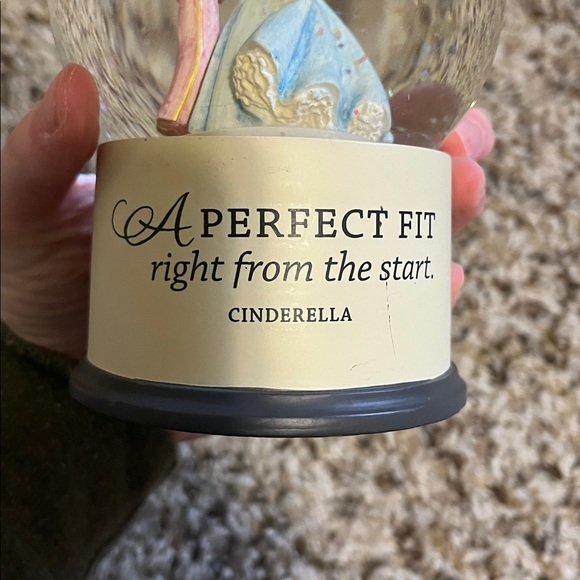 A PERFECT FIT
right from the start.
CINDERELLA